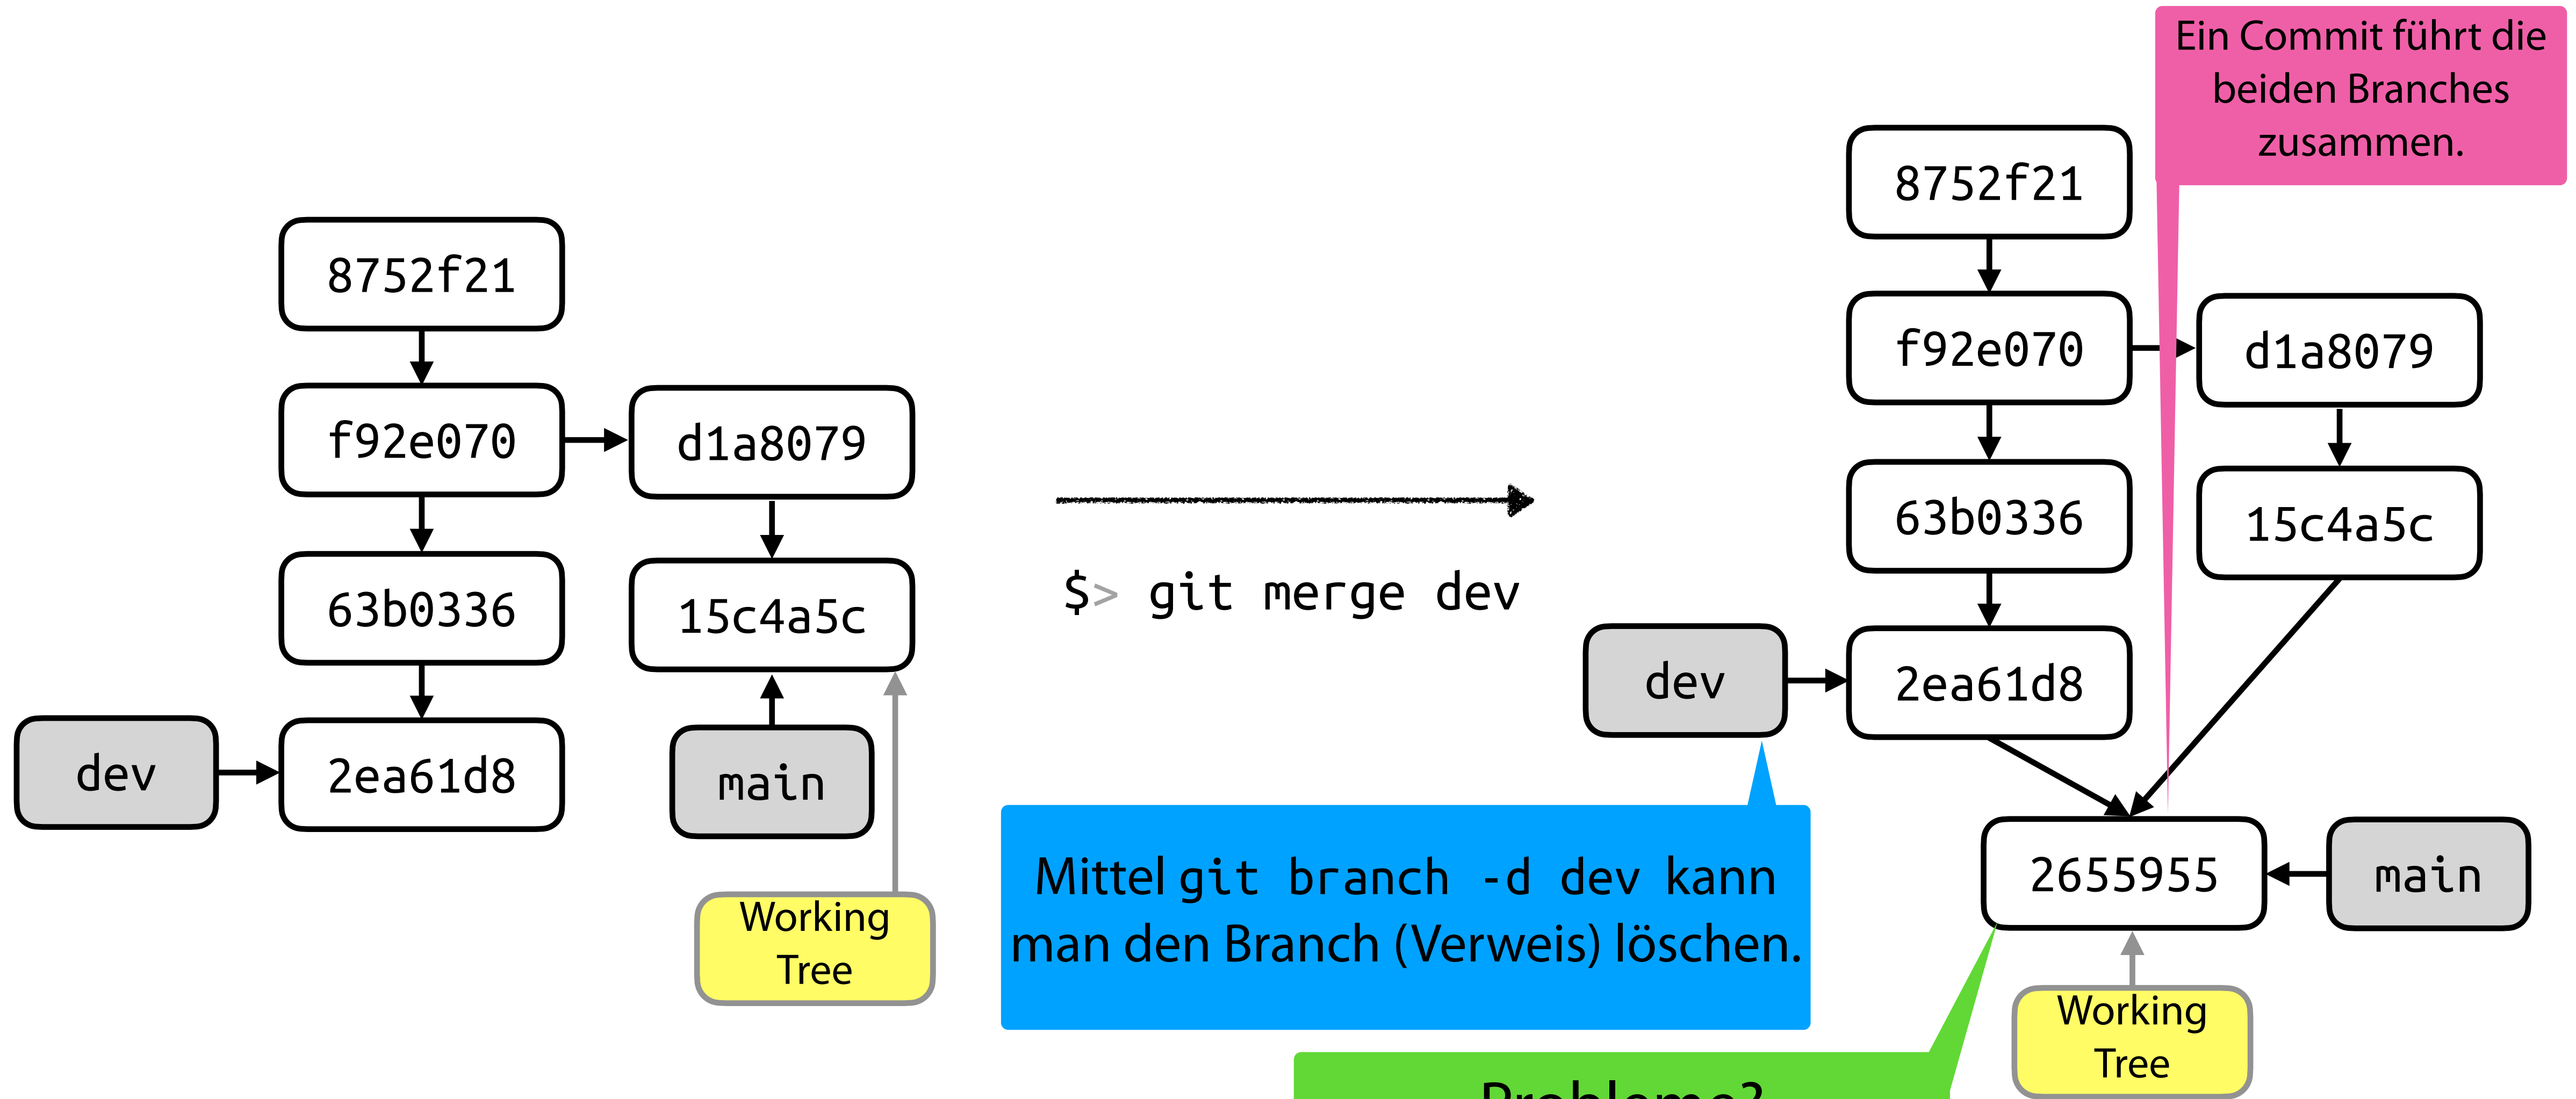 8752f21
f92e070
d1a8079
63b0336
15c4a5c
dev
2ea61d8
main
Working
Tree
$> git merge dev
Ein Commit führt die
beiden Branches
zusammen.
8752f21
f92e070
d1a8079
63b0336
15c4a5c
dev
2ea61d8
Mittel git branch -d dev kann
man den Branch (Verweis) löschen.
2655955
main
Working
Tree
Probleme?